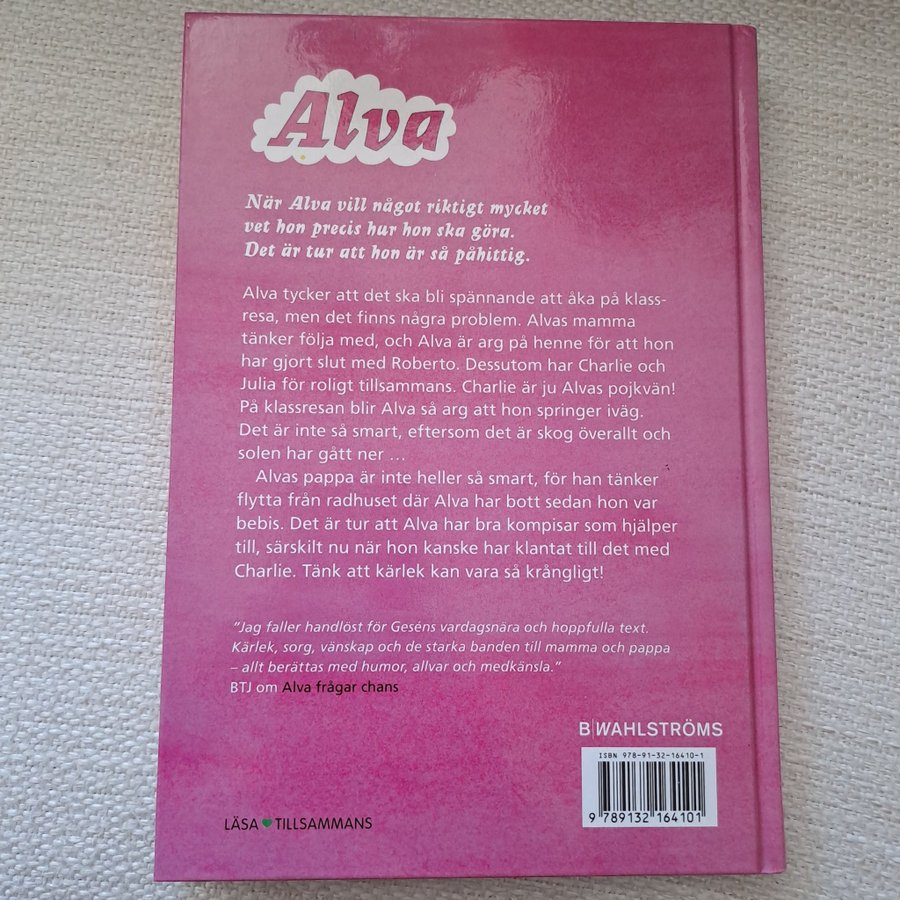 Alva
När Alva vill något riktigt mycket
vet hon precis hur hon ska göra.
Det är tur att hon är så påhittig.
Alva tycker att det ska bli spännande att åka på klass-
resa, men det finns några problem. Alvas mamma
tänker följa med, och Alva är arg på henne för att hon
har gjort slut med Roberto. Dessutom har Charlie och
Julia för roligt tillsammans. Charlie är ju Alvas pojkvän!
På klassresan blir Alva så arg att hon springer iväg.
Det är inte så smart, eftersom det är skog överallt och
solen har gått ner ...
Alvas pappa är inte heller så smart, för han tänker
flytta från radhuset där Alva har bott sedan hon var
bebis. Det är tur att Alva har bra kompisar som hjälper
till, särskilt nu när hon kanske har klantat till det med
Charlie. Tänk att kärlek kan vara så krångligt!
”Jag faller handlöst för Geséns vardagsnära och hoppfulla text.
Kärlek, sorg, vänskap och de starka banden till mamma och pappa
– allt berättas med humor, allvar och medkänsla.”
BTJ om Alva frågar chans
B|WAHLSTRÖMS
ISBN 978-91-32-16410-1
9 789132 164101
LÄSA TILLSAMMANS